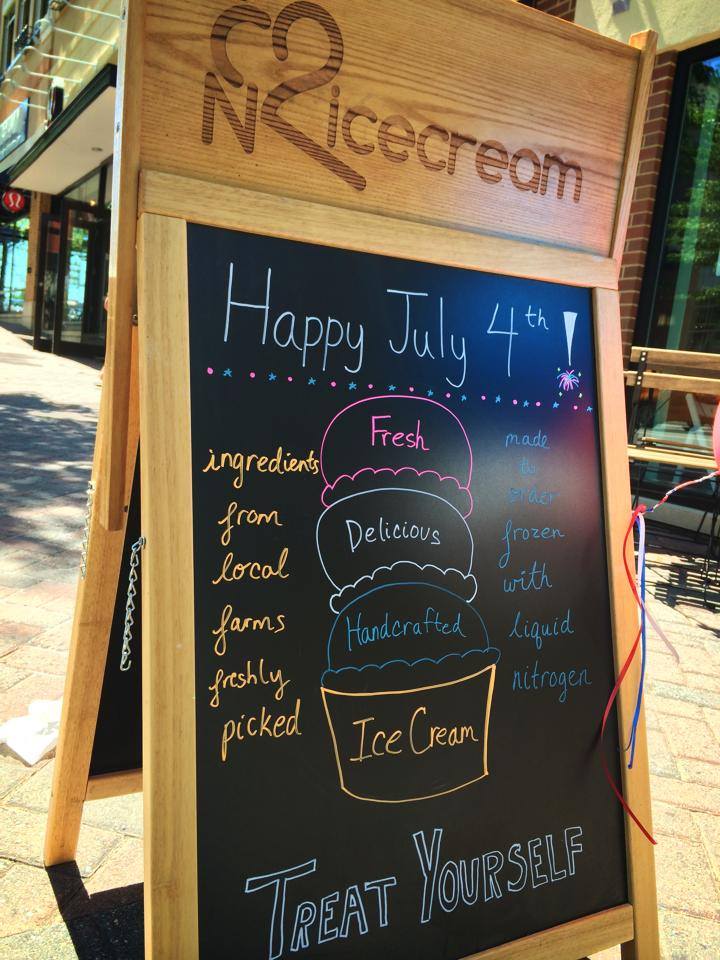 N2icecream
Happy July 4th!
Fresh
Delicious
Handcrafted
Ice Cream
ingredients
from
local
farms
freshly
picked
made
to
order
frozen
with
liquid
nitrogen
TREAT YOURSELF